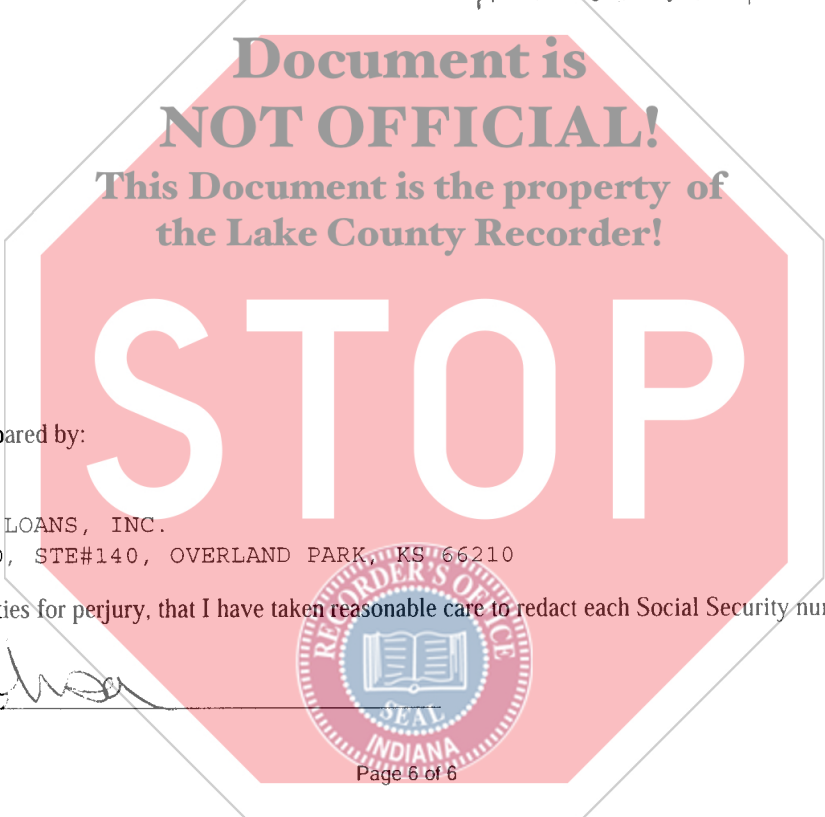 Document is
NOT OFFICIAL!
This Document is the property of
the Lake County Recorder!
STOP
pared by:
LOANS, INC.
, STE#140, OVERLAND PARK, KS 66210
ties for perjury, that I have taken reasonable care to redact each Social Security nu
RECORDER'S OFFICE
SEAL
INDIANA
Page 6 of 6